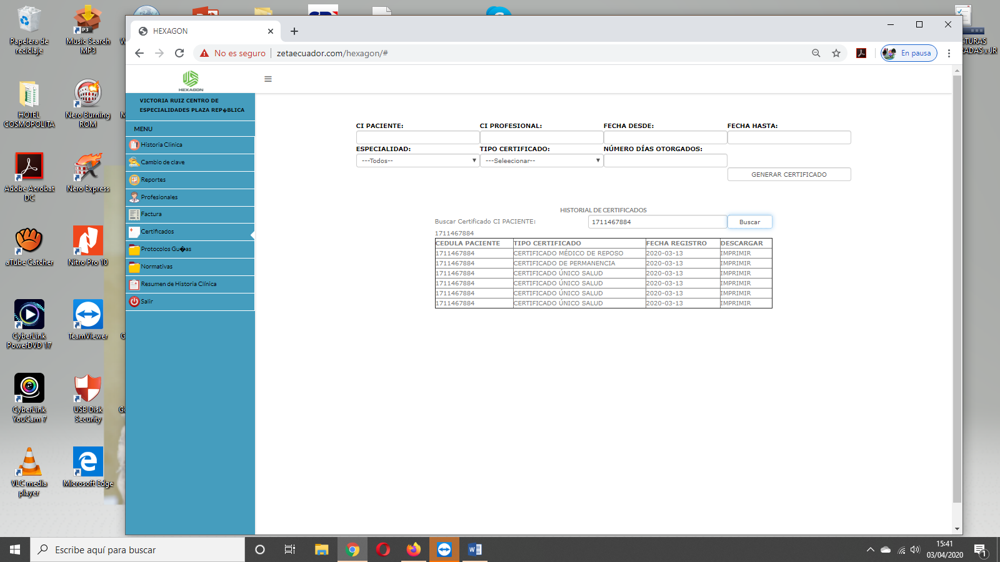 Papelera de reciclaje
Music Search MP3
HOTEL COSMOPOLITA
Nero Burning ROM
Adobe Acrobat DC
Nero Express
aTube Catcher
Nitro Pro 10
CyberLink PowerDVD 17
TeamViewer
CyberLink YouCam 7
USB Disk Security
VLC media player
Microsoft Edge
HEXAGON
No es seguro
zetaecuador.com/hexagon/#
En pausa
HEXAGON
VICTORIA RUIZ CENTRO DE
ESPECIALIDADES PLAZA REP�BLICA
MENU
Historia Clinica
Cambio de clave
Reportes
Profesionales
Factura
Certificados
Protocolos Gu�as
Normativas
Resumen de Historia Clínica
Salir
CI PACIENTE: CI PROFESIONAL: FECHA DESDE: FECHA HASTA:
ESPECIALIDAD: TIPO CERTIFICADO: NÚMERO DÍAS OTORGADOS:
---Todos-- ---Seleecionar--
GENERAR CERTIFICADO
HISTORIAL DE CERTIFICADOS
Buscar Certificado CI PACIENTE: 1711467884 Buscar
1711467884
CEDULA PACIENTE TIPO CERTIFICADO FECHA REGISTRO DESCARGAR
1711467884 CERTIFICADO MÉDICO DE REPOSO 2020-03-13 IMPRIMIR
1711467884 CERTIFICADO DE PERMANENCIA 2020-03-13 IMPRIMIR
1711467884 CERTIFICADO ÚNICO SALUD 2020-03-13 IMPRIMIR
1711467884 CERTIFICADO ÚNICO SALUD 2020-03-13 IMPRIMIR
1711467884 CERTIFICADO ÚNICO SALUD 2020-03-13 IMPRIMIR
1711467884 CERTIFICADO ÚNICO SALUD 2020-03-13 IMPRIMIR
Escribe aquí para buscar
15:41
03/04/2020
1